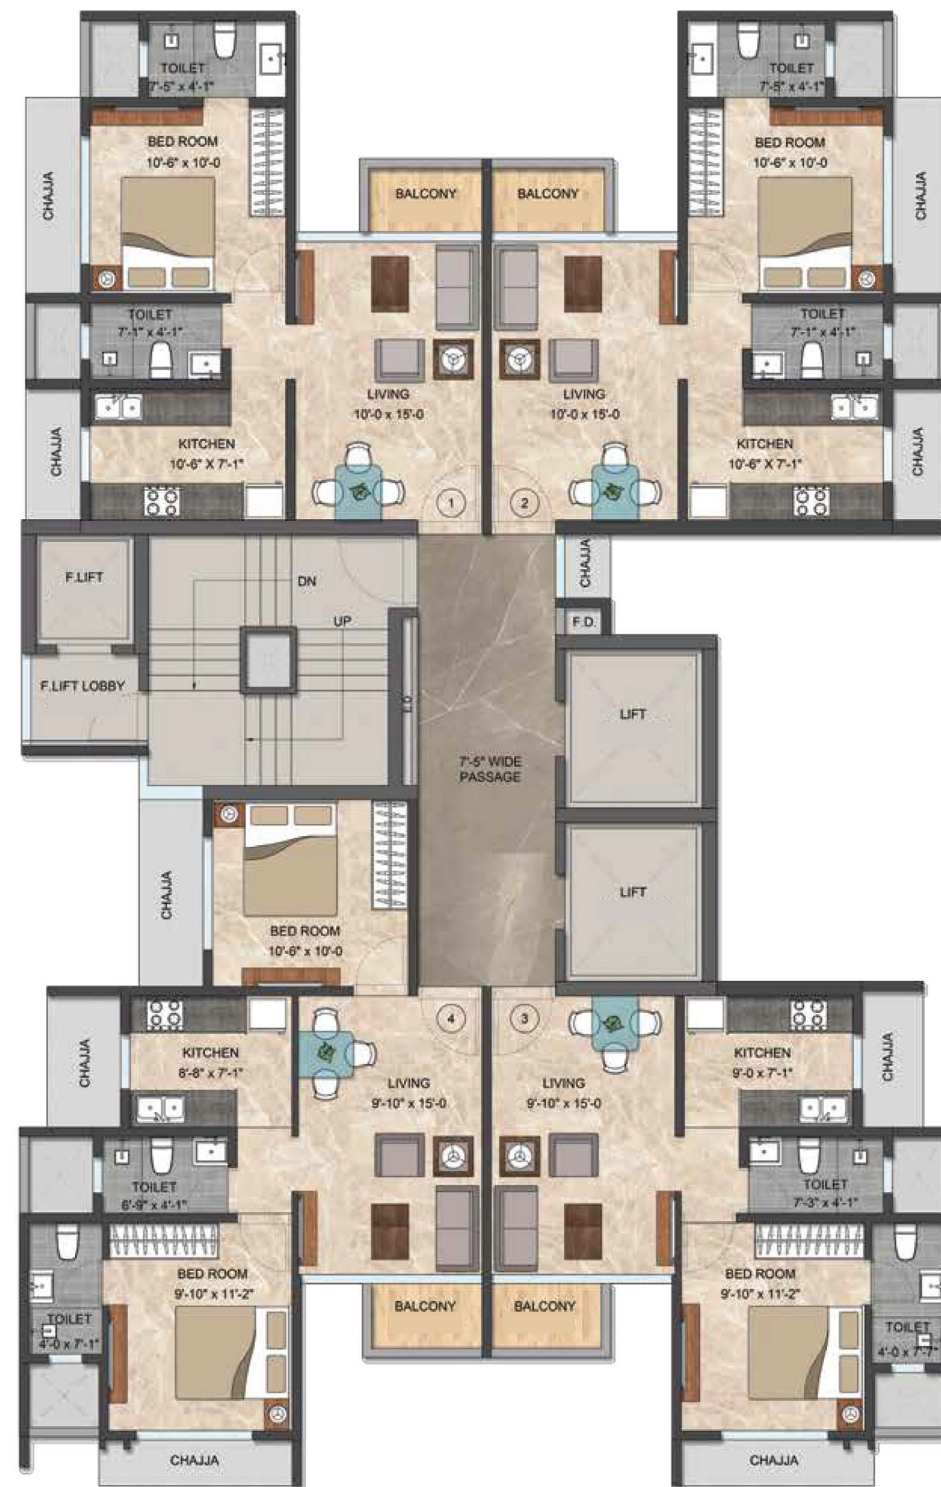 TOILET
7'-5" x 4'-1"
TOILET
7'-5" x 4'-1"
BED ROOM
10'-6" x 10'-0
BED ROOM
10'-6" x 10'-0
CHAJJA
CHAJJA
BALCONY
BALCONY
TOILET
7'-1" x 4'-1"
TOILET
7'-1" x 4'-1"
LIVING
10'-0 x 15'-0
LIVING
10'-0 x 15'-0
CHAJJA
CHAJJA
KITCHEN
10'-6" X 7'-1"
KITCHEN
10'-6" X 7'-1"
1
2
F.LIFT
DN
CHAJJA
UP
F.D.
F.LIFT LOBBY
LIFT
7'-5" WIDE
PASSAGE
CHAJJA
LIFT
BED ROOM
10'-6" x 10'-0
4
3
CHAJJA
KITCHEN
8'-8" x 7'-1"
LIVING
9'-10" x 15'-0
LIVING
9'-10" x 15'-0
KITCHEN
9'-0 x 7'-1"
CHAJJA
TOILET
6'-9" x 4'-1"
TOILET
7'-3" x 4'-1"
BED ROOM
9'-10" x 11'-2"
BED ROOM
9'-10" x 11'-2"
BALCONY
BALCONY
TOILET
4'-0 x 7'-1"
TOILET
4'-0 x 7'-7"
CHAJJA
CHAJJA